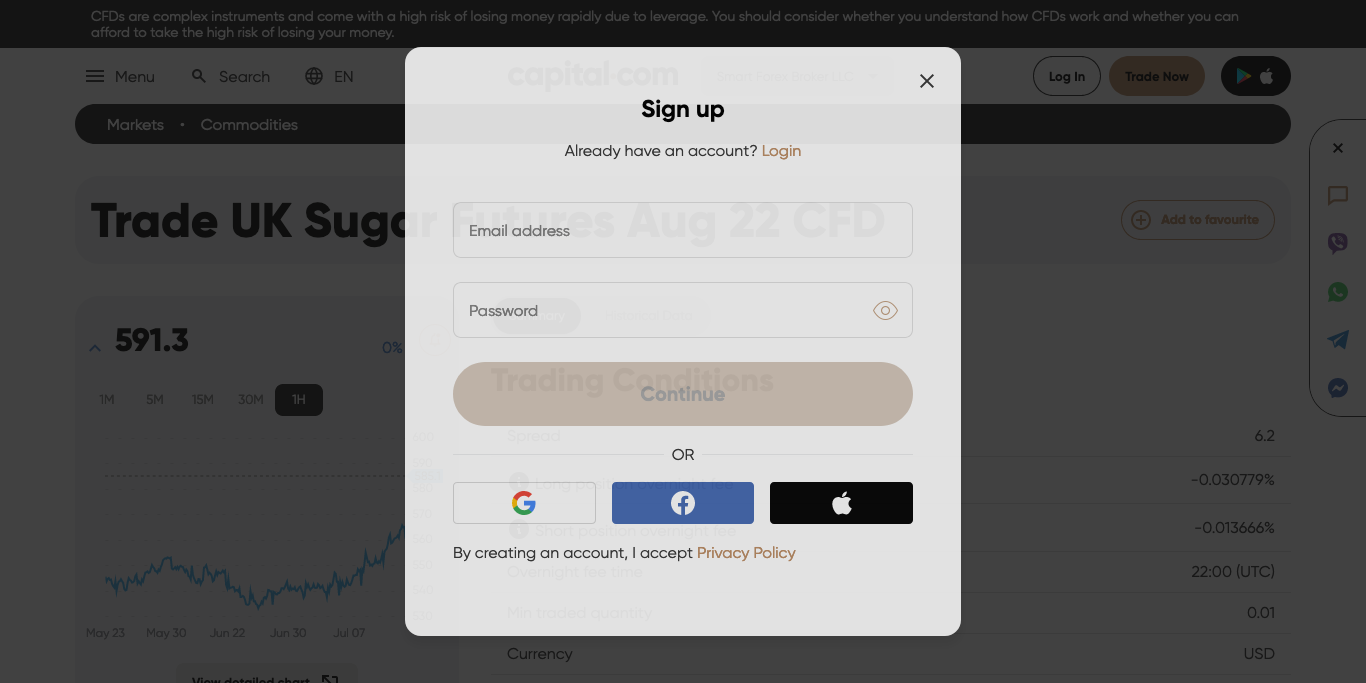 CFDs are complex instruments and come with a high risk of losing money rapidly due to leverage. You should consider whether you understand how CFDs work and whether you can
afford to take the high risk of losing your money.
Menu
Search
EN
capital.com
Log In
Trade Now
Markets • Commodities
Sign up
Already have an account? Login
Trade UK Sugar Futures Aug 22 CFD
Add to favourite
Email address
Password
591.3
0%
1M 5M 15M 30M 1H
Trading Conditions
Continue
Spread 6.2
OR
Long position overnight fee -0.030779%
Short position overnight fee -0.013666%
By creating an account, I accept Privacy Policy
Overnight fee time 22:00 (UTC)
Min traded quantity 0.01
May 23 May 30 Jun 22 Jun 30 Jul 07
Currency USD
View detailed chart